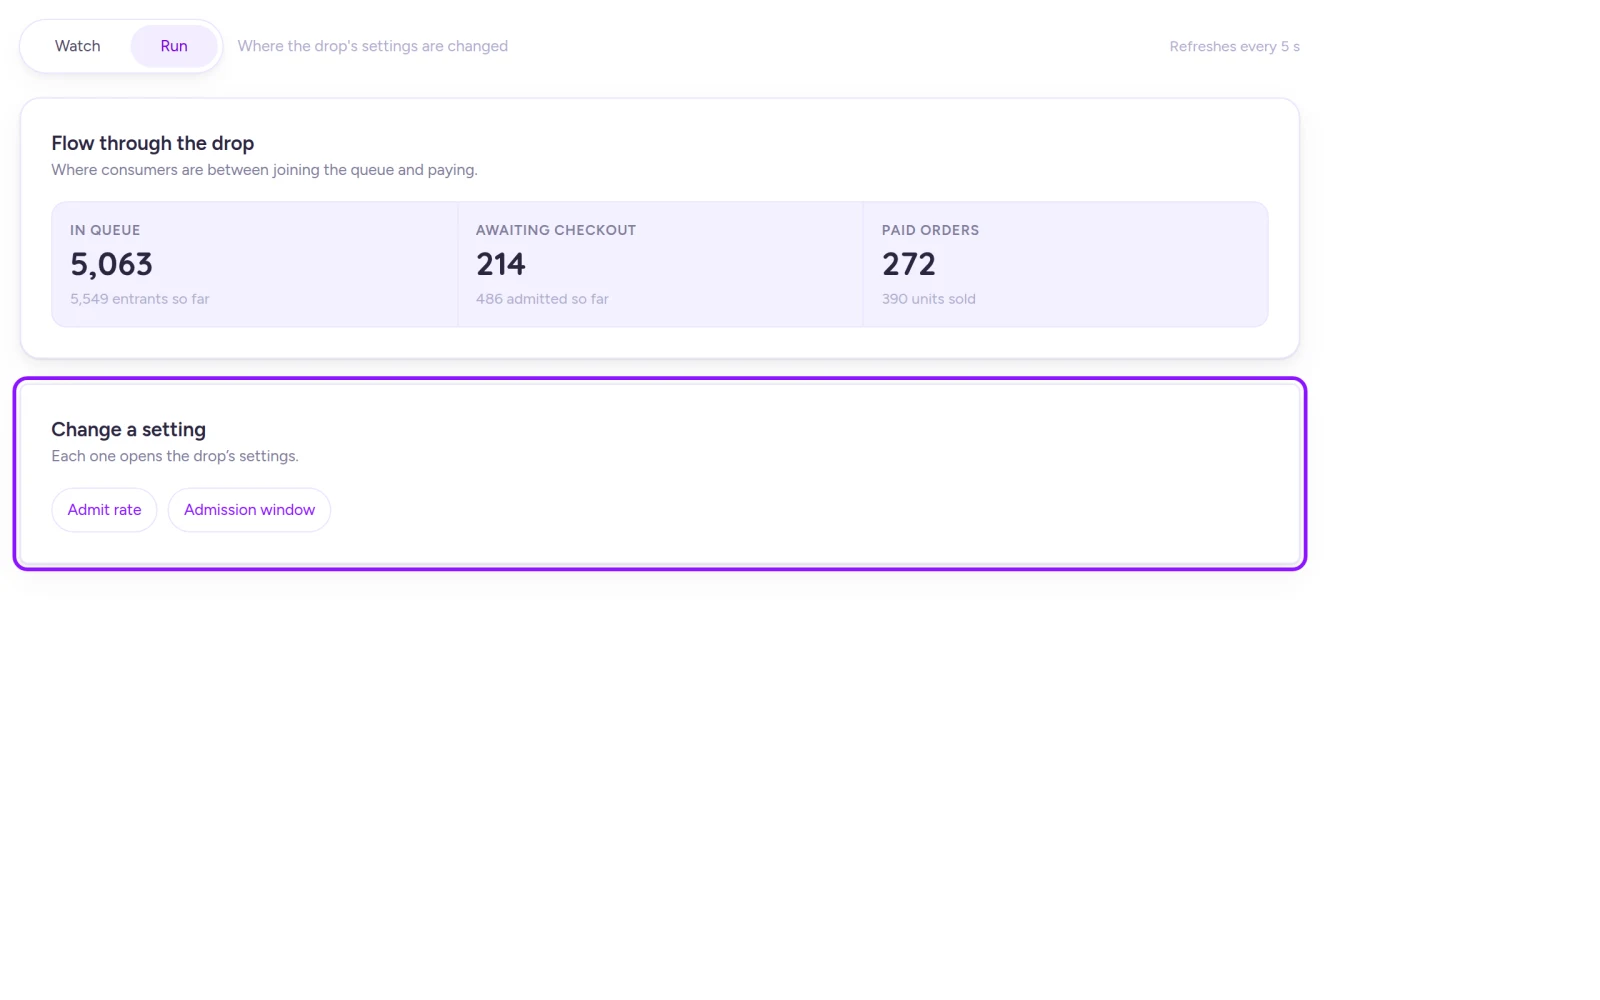 Watch
Run
Where the drop's settings are changed
Refreshes every 5 s
Flow through the drop
Where consumers are between joining the queue and paying.
IN QUEUE
5,063
5,549 entrants so far
AWAITING CHECKOUT
214
486 admitted so far
PAID ORDERS
272
390 units sold
Change a setting
Each one opens the drop’s settings.
Admit rate
Admission window